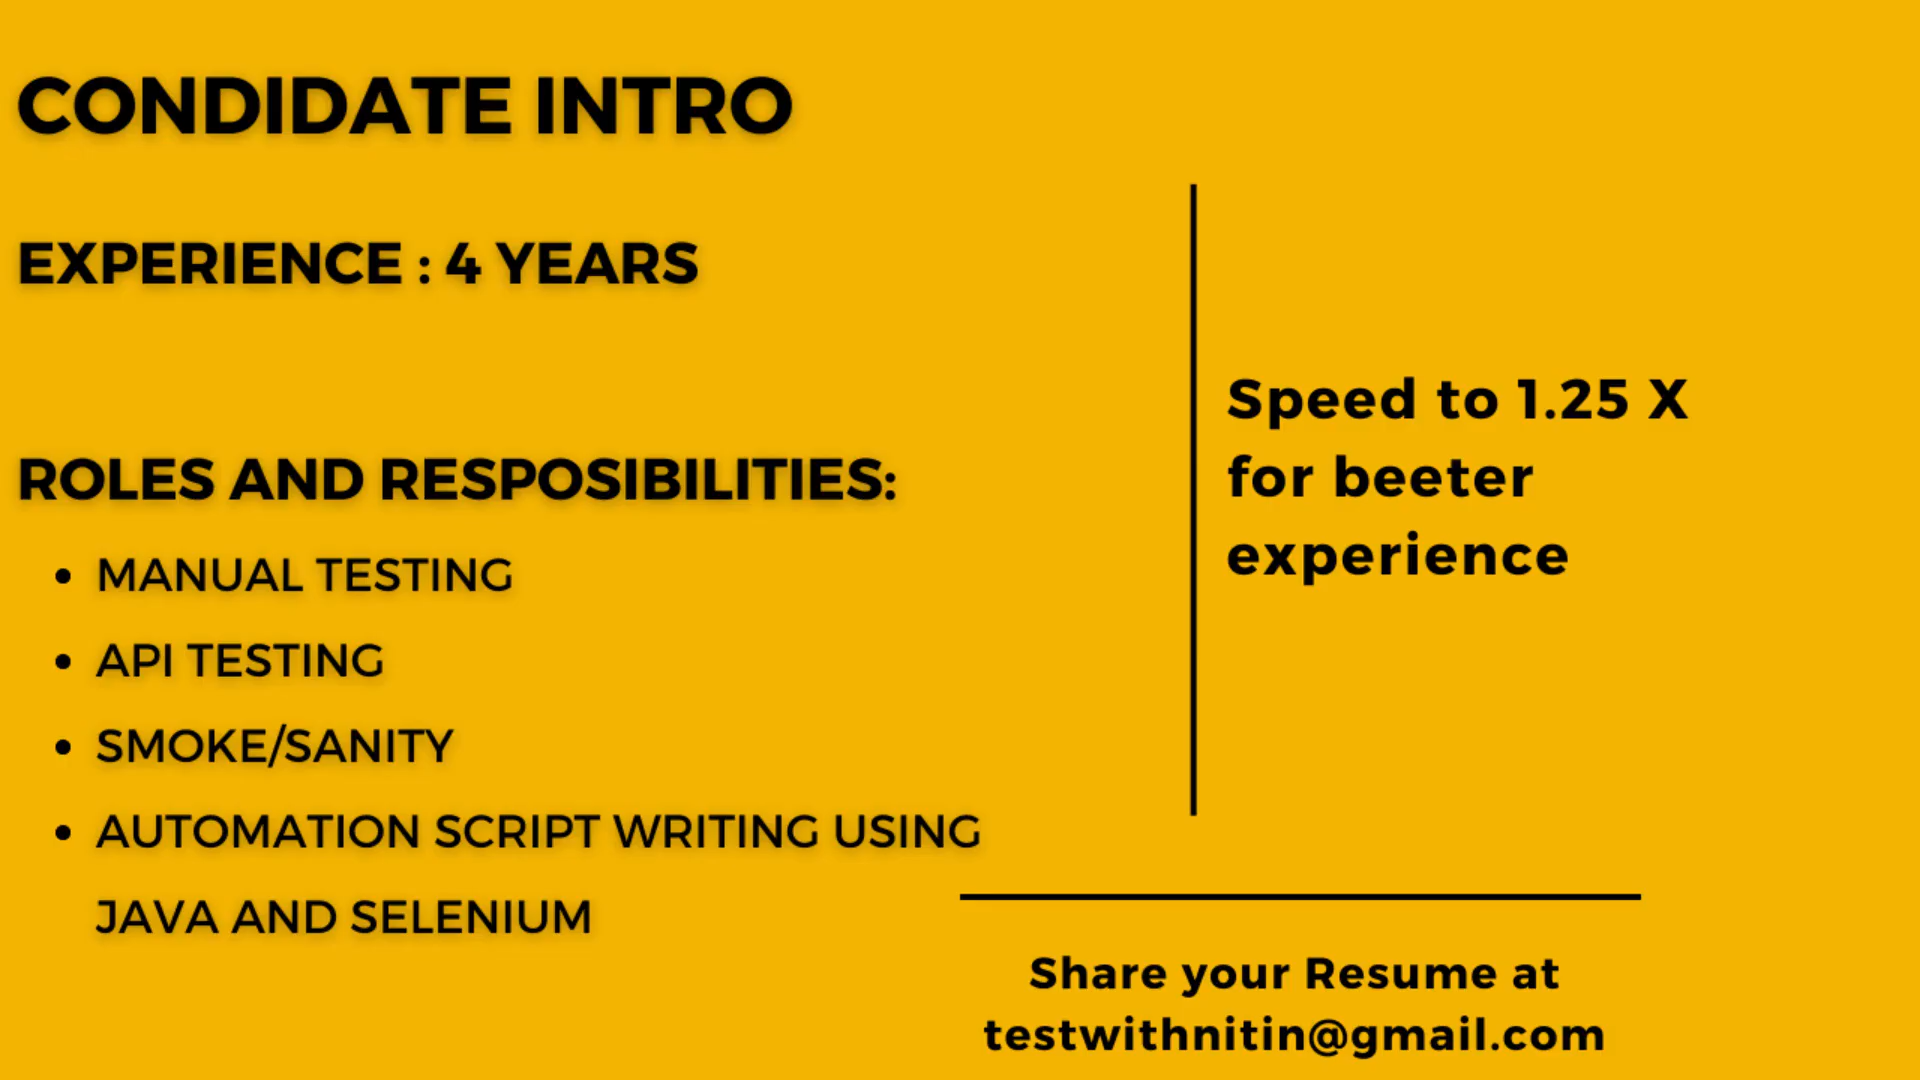 CONDIDATE INTRO
EXPERIENCE : 4 YEARS
ROLES AND RESPOSIBILITIES:
• MANUAL TESTING
• API TESTING
• SMOKE/SANITY
• AUTOMATION SCRIPT WRITING USING
JAVA AND SELENIUM
Speed to 1.25 X
for beeter
experience
Share your Resume at
testwithnitin@gmail.com